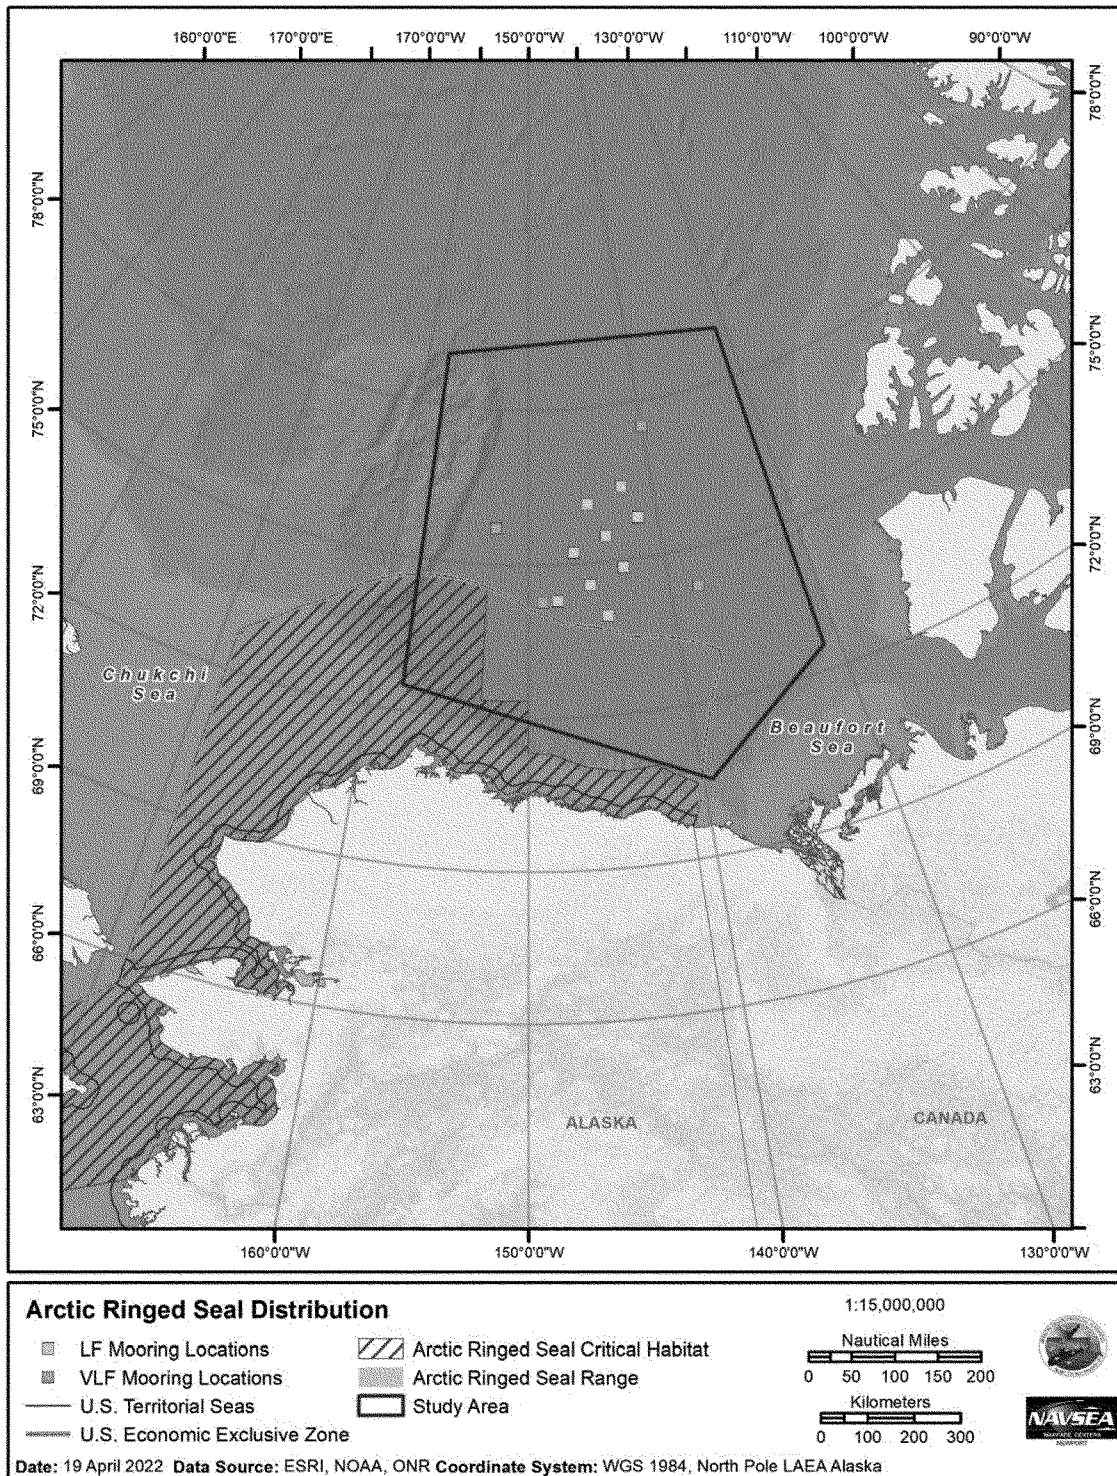 160°0'0"E 170°0'0"E 170°0'0"W 150°0'0"W 130°0'0"W 110°0'0"W 100°0'0"W 90°0'0"W
78°0'0"N
78°0'0"N
75°0'0"N
75°0'0"N
72°0'0"N
72°0'0"N
Chukchi
Sea
Beaufort
Sea
69°0'0"N
69°0'0"N
66°0'0"N
66°0'0"N
63°0'0"N
63°0'0"N
ALASKA
CANADA
160°0'0"W 150°0'0"W 140°0'0"W 130°0'0"W
Arctic Ringed Seal Distribution
LF Mooring Locations
VLF Mooring Locations
U.S. Territorial Seas
U.S. Economic Exclusive Zone
Arctic Ringed Seal Critical Habitat
Arctic Ringed Seal Range
Study Area
1:15,000,000
Nautical Miles
0 50 100 150 200
Kilometers
0 100 200 300
NAVSEA
WARFARE CENTERS
NEWPORT
Date: 19 April 2022 Data Source: ESRI, NOAA, ONR Coordinate System: WGS 1984, North Pole LAEA Alaska